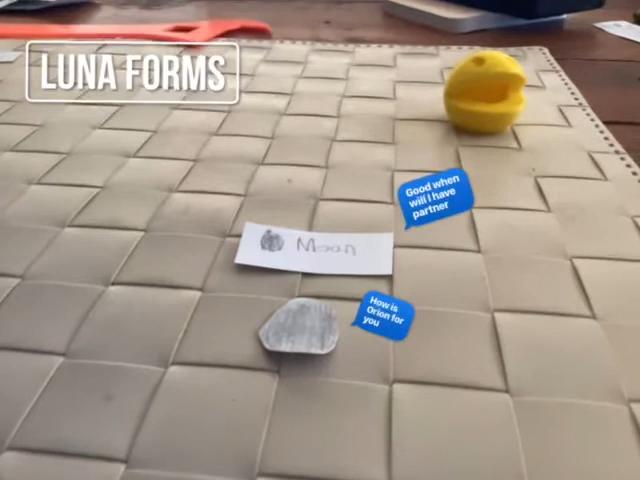 LUNA FORMS
Good when
will i have
partner
Moon
How is
Orion for
you